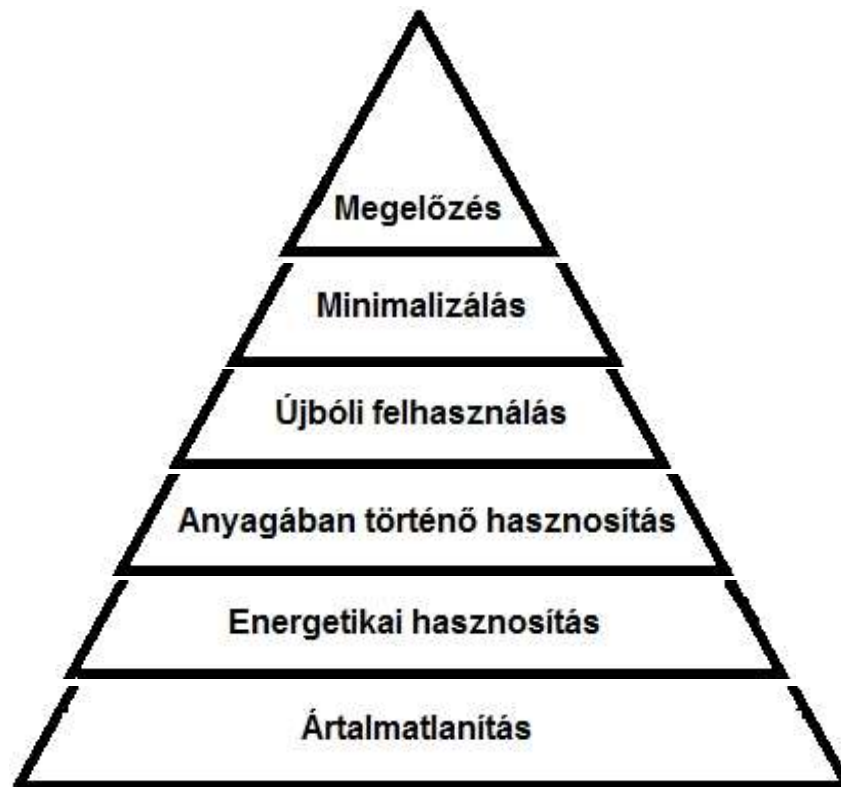 Megelőzés
Minimalizálás
Újbóli felhasználás
Anyagában történő hasznosítás
Energetikai hasznosítás
Ártalmatlanítás